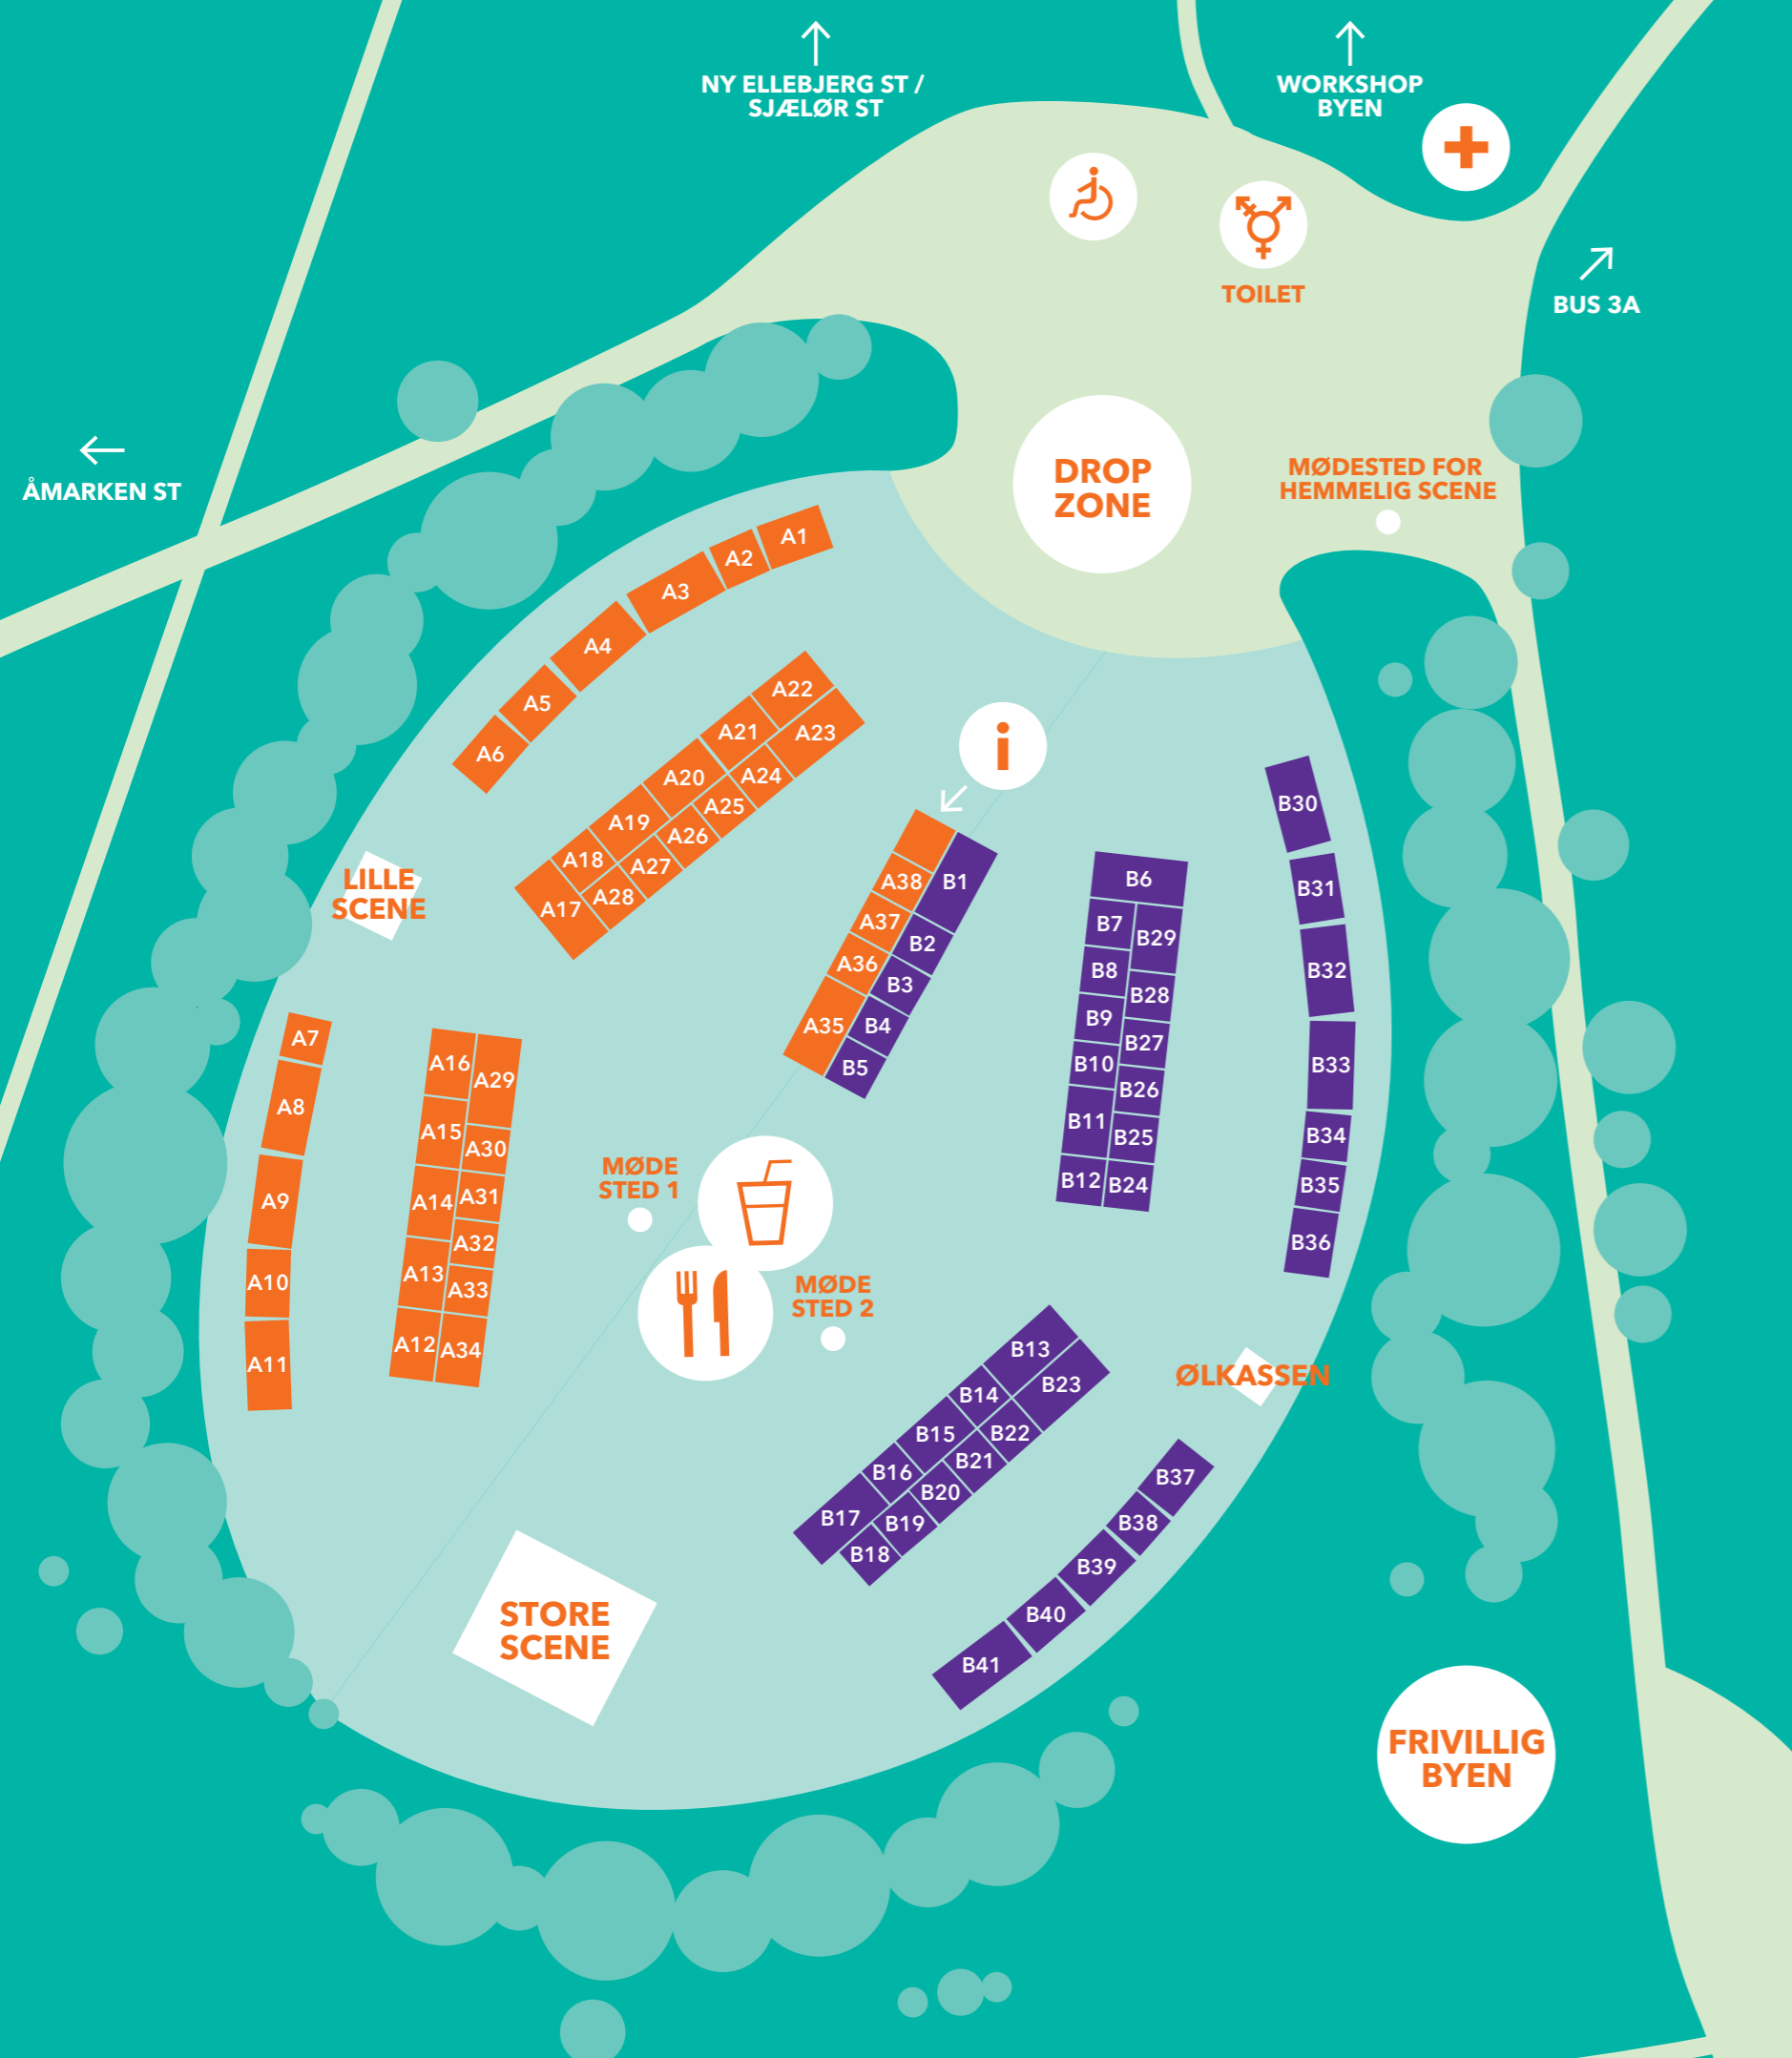 NY ELLEBJERG ST /
SJÆLØR ST
WORKSHOP
BYEN
TOILET
BUS 3A
ÅMARKEN ST
DROP
ZONE
MØDESTED FOR
HEMMELIG SCENE
A1
A2
A3
A4
A5
A6
A22
A21
A23
A20
A24
A19
A25
A18
A26
A27
A17
A28
i
LILLE
SCENE
A38
A37
A36
A35
B1
B2
B3
B4
B5
B6
B7
B29
B8
B28
B9
B27
B10
B26
B11
B25
B12
B24
B30
B31
B32
B33
B34
B35
B36
A7
A8
A9
A10
A11
A16
A29
A15
A30
A14
A31
A32
A13
A33
A12
A34
MØDE
STED 1
MØDE
STED 2
B13
B23
B14
B22
B15
B21
B16
B20
B17
B19
B18
ØLKASSEN
B37
B38
B39
B40
B41
STORE
SCENE
FRIVILLIG
BYEN